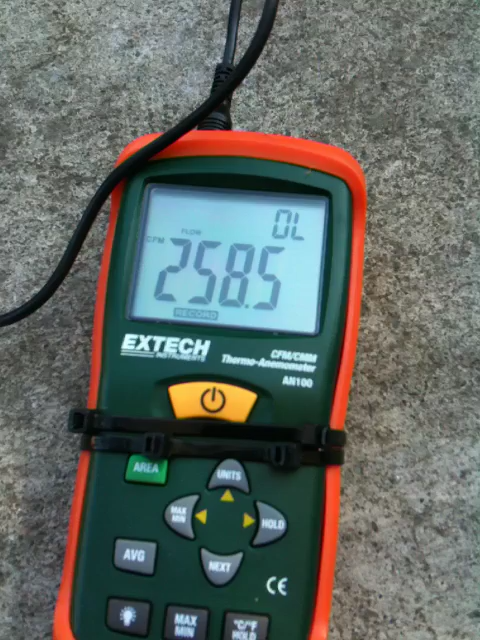 OL
FLOW
CFM
258.5
RECORD
EXTECH
INSTRUMENTS
CFM/CMM
Thermo-Anemometer
AN100
AREA
UNITS
MAX
MIN
HOLD
AVG
NEXT
CE
MAX
MIN
°C/°F
HOLD